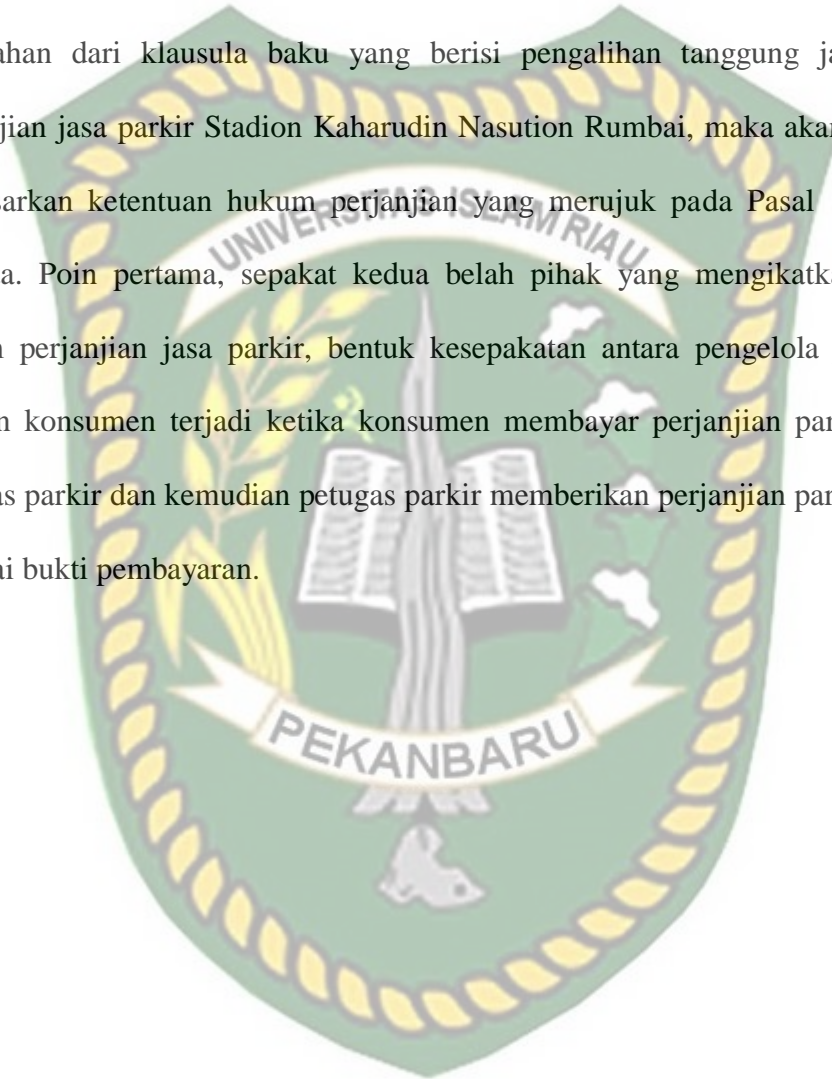 ahan dari klausula baku yang berisi pengalihan tanggung ja
jian jasa parkir Stadion Kaharudin Nasution Rumbai, maka akan
sarkan ketentuan hukum perjanjian yang merujuk pada Pasal
a. Poin pertama, sepakat kedua belah pihak yang mengikatka
n perjanjian jasa parkir, bentuk kesepakatan antara pengelola
n konsumen terjadi ketika konsumen membayar perjanjian par
as parkir dan kemudian petugas parkir memberikan perjanjian par
ai bukti pembayaran.
UNIVERSITAS ISLAM RIAU
PEKANBARU